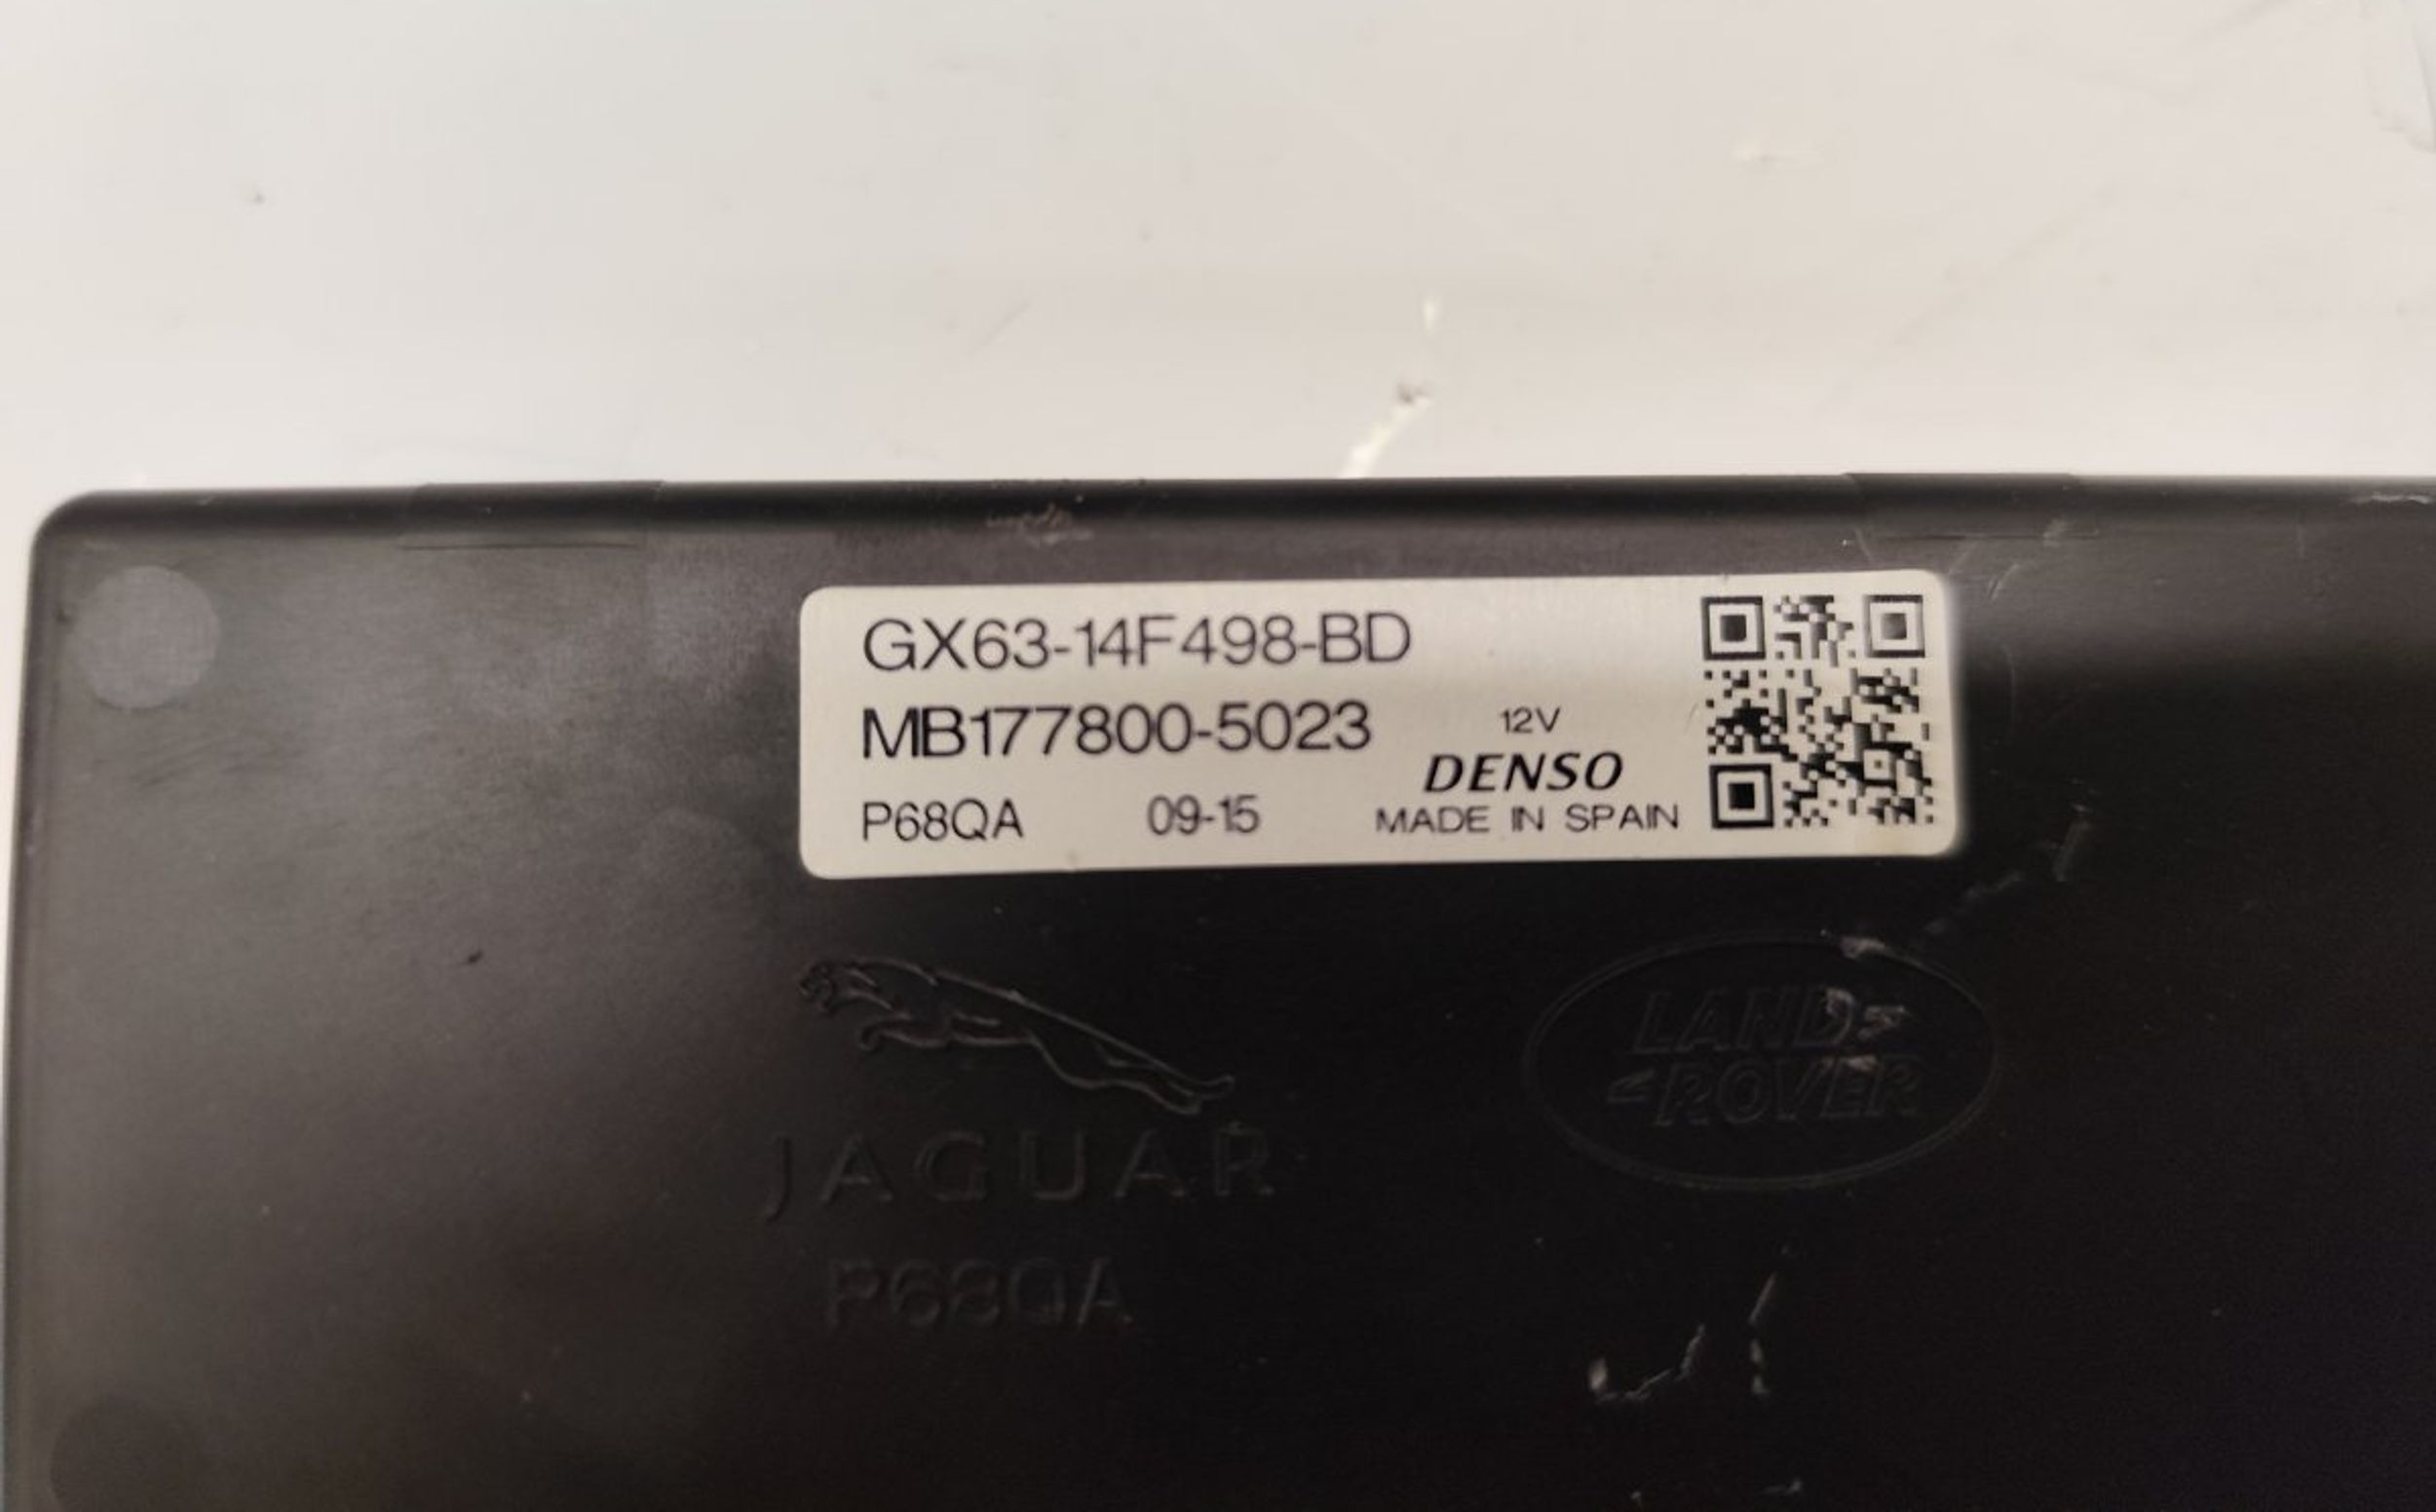 GX63-14F498-BD
MB177800-5023
12V
DENSO
P68QA 09-15 MADE IN SPAIN
JAGUAR
LAND
ROVER
P68QA